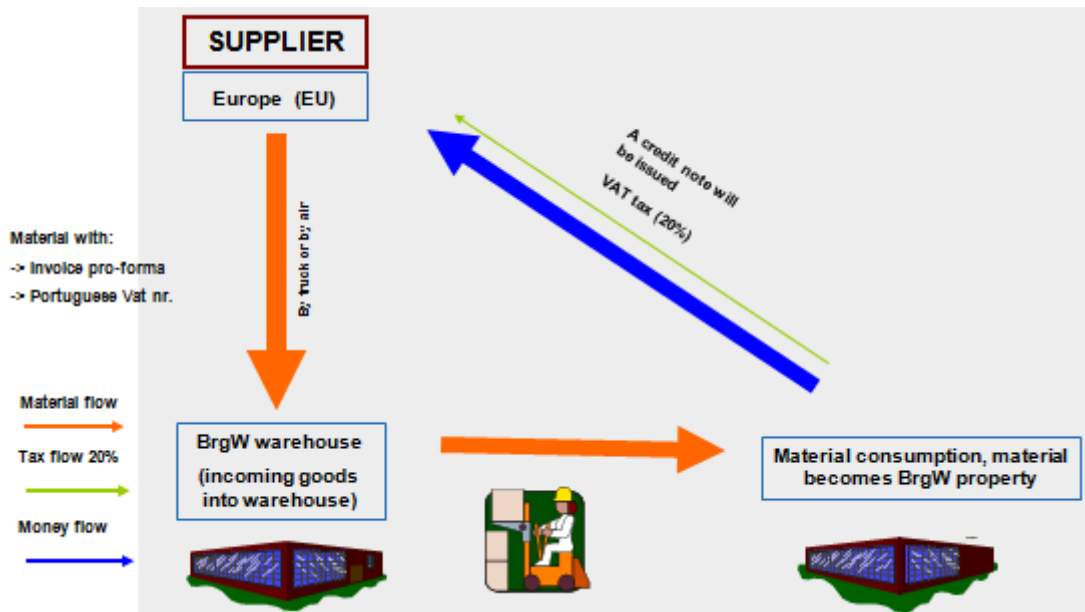 SUPPLIER
Europe (EU)
A credit note will
be issued
VAT tax (20%)
By truck or by air
Material with:
-> Invoice pro-forma
-> Portuguese Vat nr.
Material flow
Tax flow 20%
Money flow
BrgW warehouse
(incoming goods
into warehouse)
Material consumption, material
becomes BrgW property